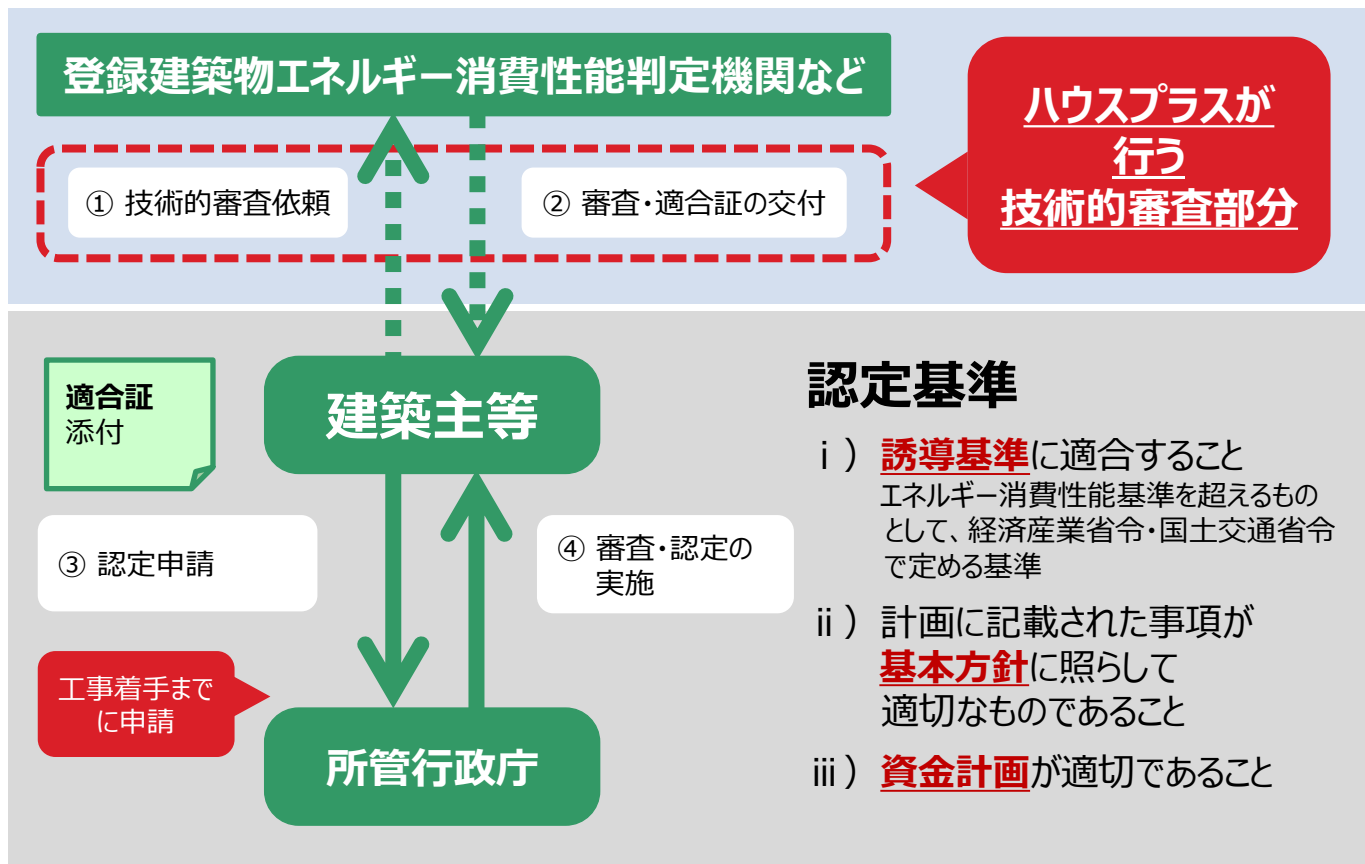 登録建築物エネルギー消費性能判定機関など
ハウスプラスが
行う
技術的審査部分
① 技術的審査依頼
② 審査・適合証の交付
適合証
添付
建築主等
③ 認定申請
④ 審査・認定の
実施
工事着手まで
に申請
所管行政庁
認定基準
ⅰ）誘導基準に適合すること
エネルギー消費性能基準を超えるもの
として、経済産業省令・国土交通省令
で定める基準
ⅱ）計画に記載された事項が
基本方針に照らして
適切なものであること
ⅲ）資金計画が適切であること